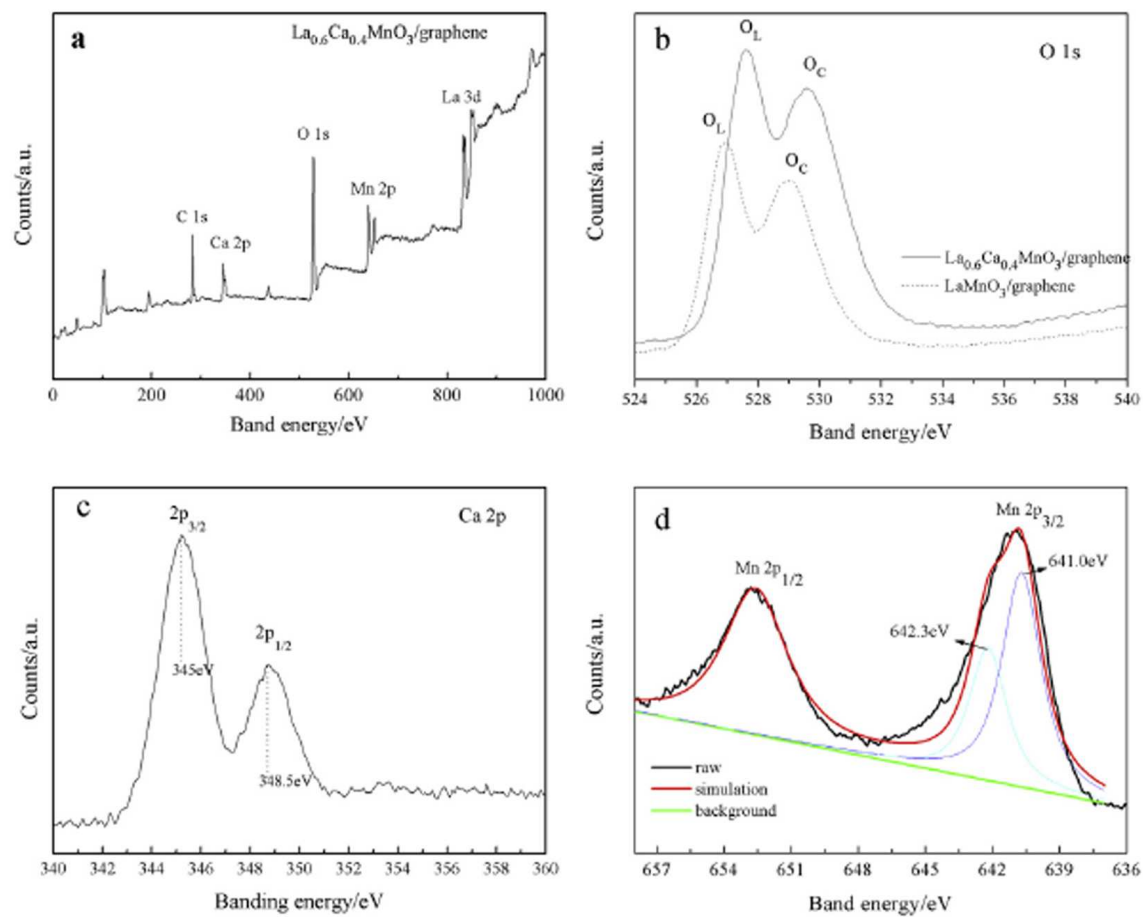 a
La0.6Ca0.4MnO3/graphene
La 3d
O 1s
Mn 2p
C 1s
Ca 2p
Counts/a.u.
0 200 400 600 800 1000
Band energy/eV
b
O 1s
OL
OC
OL
OC
La0.6Ca0.4MnO3/graphene
LaMnO3/graphene
Counts/a.u.
524 526 528 530 532 534 536 538 540
Band energy/eV
c
Ca 2p
2p3/2
2p1/2
345eV
348.5eV
Counts/a.u.
340 342 344 346 348 350 352 354 356 358 360
Banding energy/eV
d
Mn 2p3/2
Mn 2p1/2
641.0eV
642.3eV
raw
simulation
background
Counts/a.u.
657 654 651 648 645 642 639 636
Band energy/eV